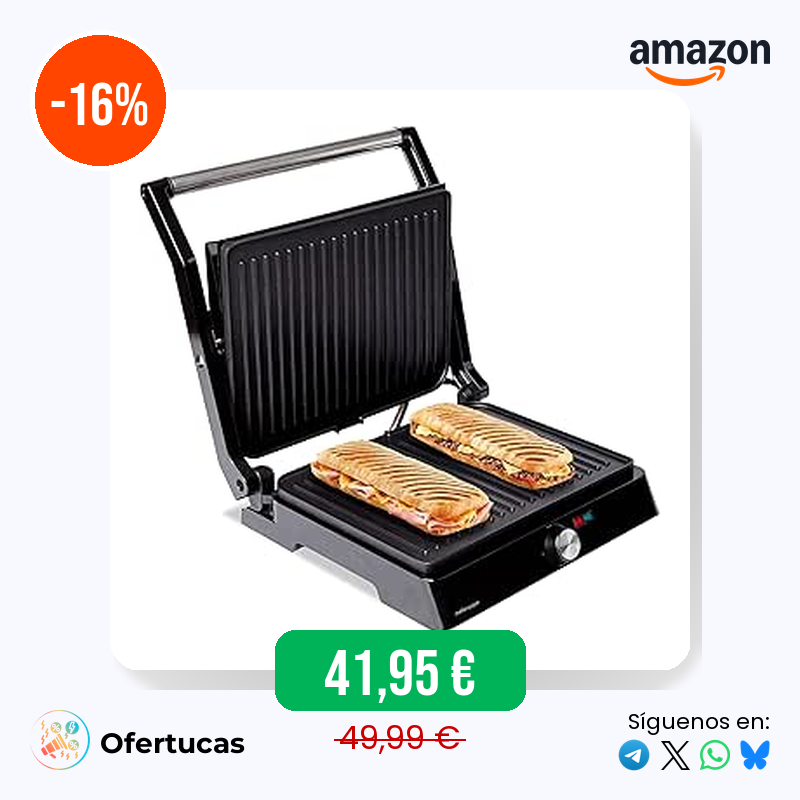 -16%
amazon
41,95 €
49,99 €
Ofertucas
Síguenos en: